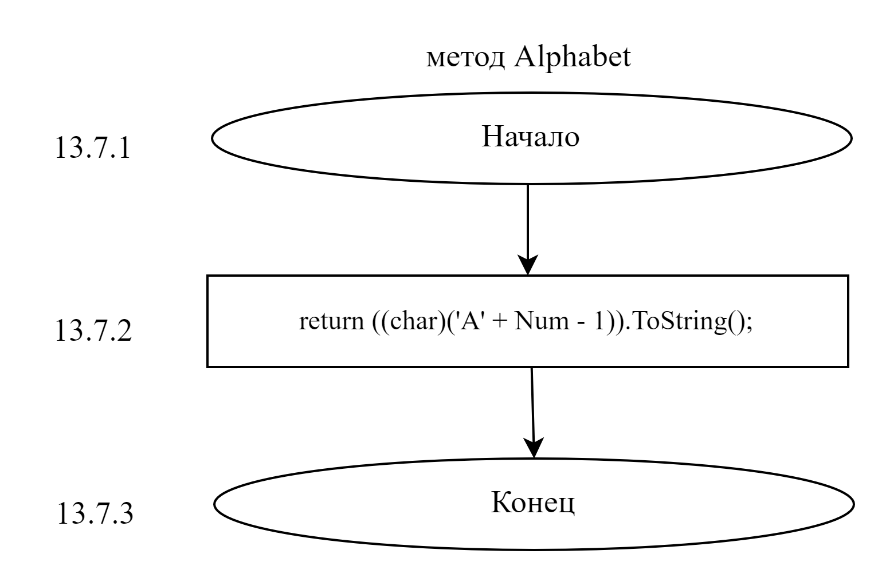 метод Alphabet
13.7.1
Начало
13.7.2
return ((char)('A' + Num - 1)).ToString();
13.7.3
Конец